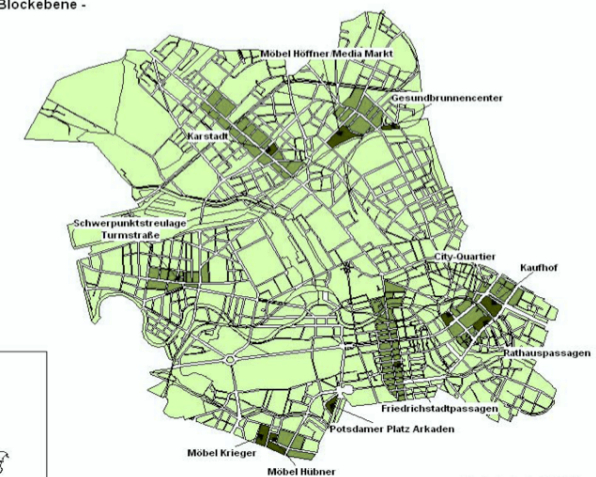 Blockebene -
Möbel Höffner/Media Markt
Gesundbrunnencenter
Karstadt
Schwerpunktstreulage
Turmstraße
City-Quartier
Kaufhof
Rathauspassagen
Friedrichstadtpassagen
Potsdamer Platz Arkaden
Möbel Krieger
Möbel Hübner